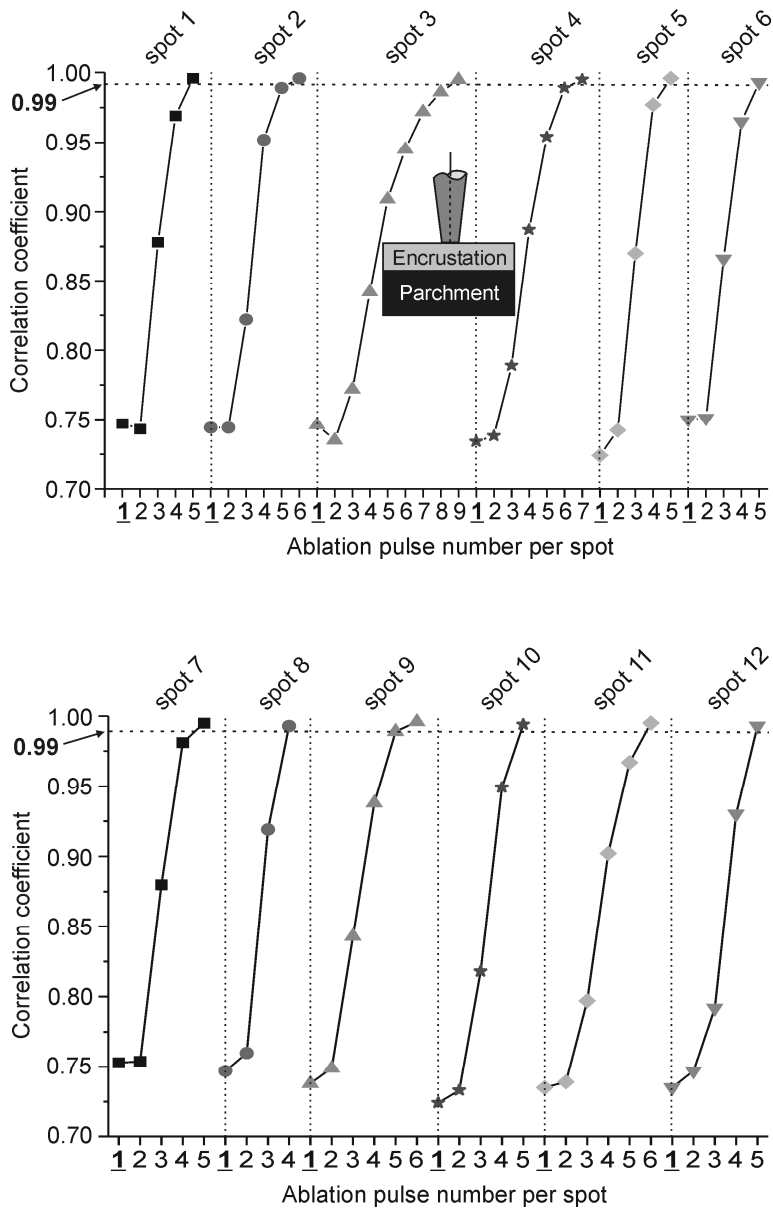 spot 1 spot 2 spot 3 spot 4 spot 5 spot 6
1.00
0.99
0.95
0.90
0.85
0.80
0.75
0.70
Correlation coefficient
Encrustation
Parchment
1 2 3 4 5 1 2 3 4 5 6 1 2 3 4 5 6 7 8 9 1 2 3 4 5 6 7 1 2 3 4 5 1 2 3 4 5
Ablation pulse number per spot
spot 7 spot 8 spot 9 spot 10 spot 11 spot 12
1.00
0.99
0.95
0.90
0.85
0.80
0.75
0.70
Correlation coefficient
1 2 3 4 5 1 2 3 4 1 2 3 4 5 6 1 2 3 4 5 1 2 3 4 5 6 1 2 3 4 5
Ablation pulse number per spot